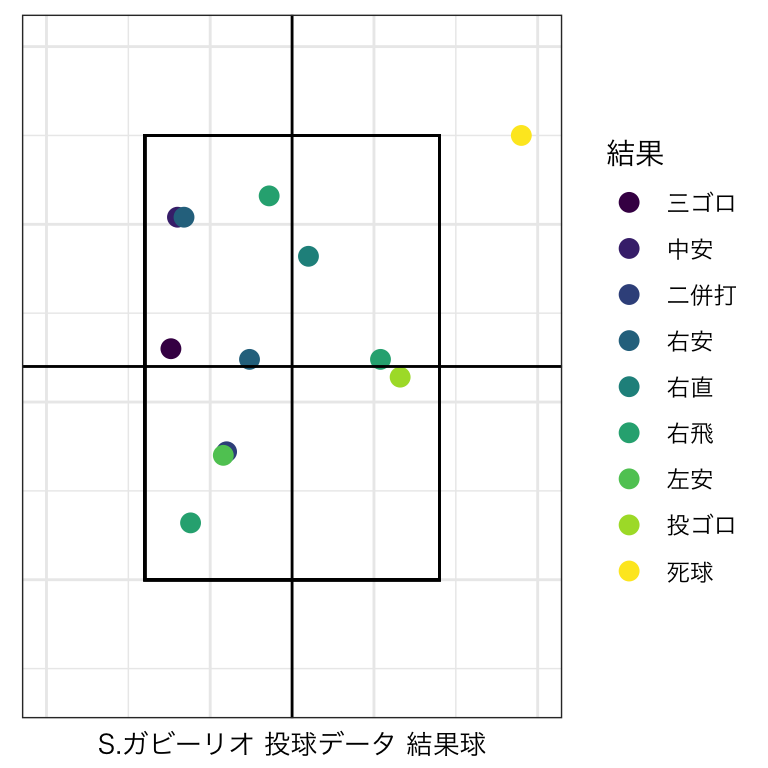 結果
三ゴロ
中安
二併打
右安
右直
右飛
左安
投ゴロ
死球
S.ガビーリオ 投球データ 結果球